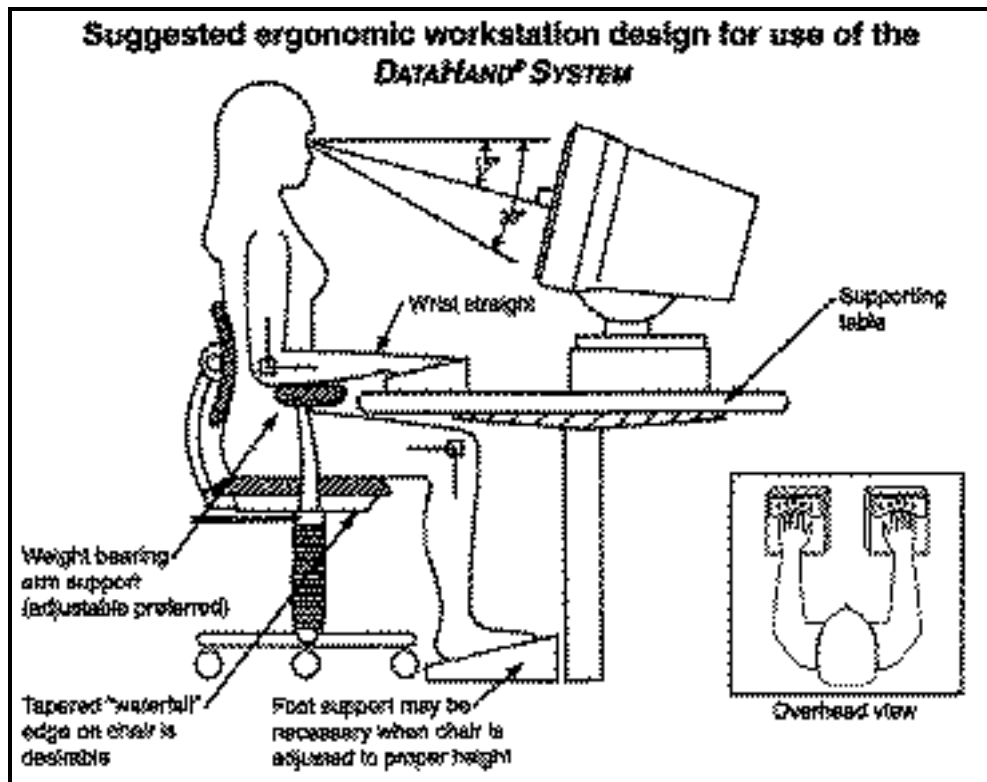 Suggested ergonomic workstation design for use of the
DATAHAND® SYSTEM
Wrist straight
Supporting
table
Weight bearing
arm support
(adjustable preferred)
Tapered "waterfall"
edge on chair is
desirable
Foot support may be
necessary when chair is
adjusted to proper height
Overhead view